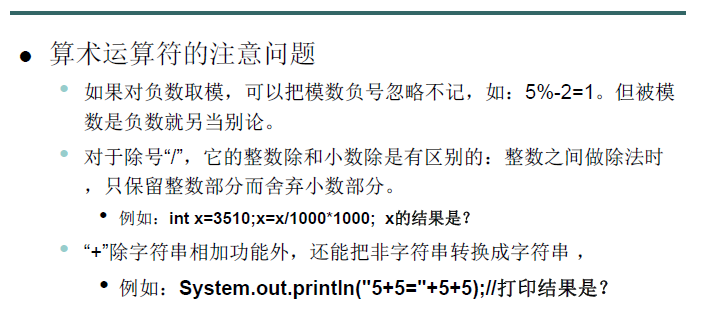 算术运算符的注意问题
如果对负数取模，可以把模数负号忽略不记，如：5%-2=1。但被模
数是负数就另当别论。
对于除号“/”，它的整数除和小数除是有区别的：整数之间做除法时
，只保留整数部分而舍弃小数部分。
例如：int x=3510;x=x/1000*1000; x的结果是?
“+”除字符串相加功能外，还能把非字符串转换成字符串 ，
例如：System.out.println("5+5="+5+5);//打印结果是?